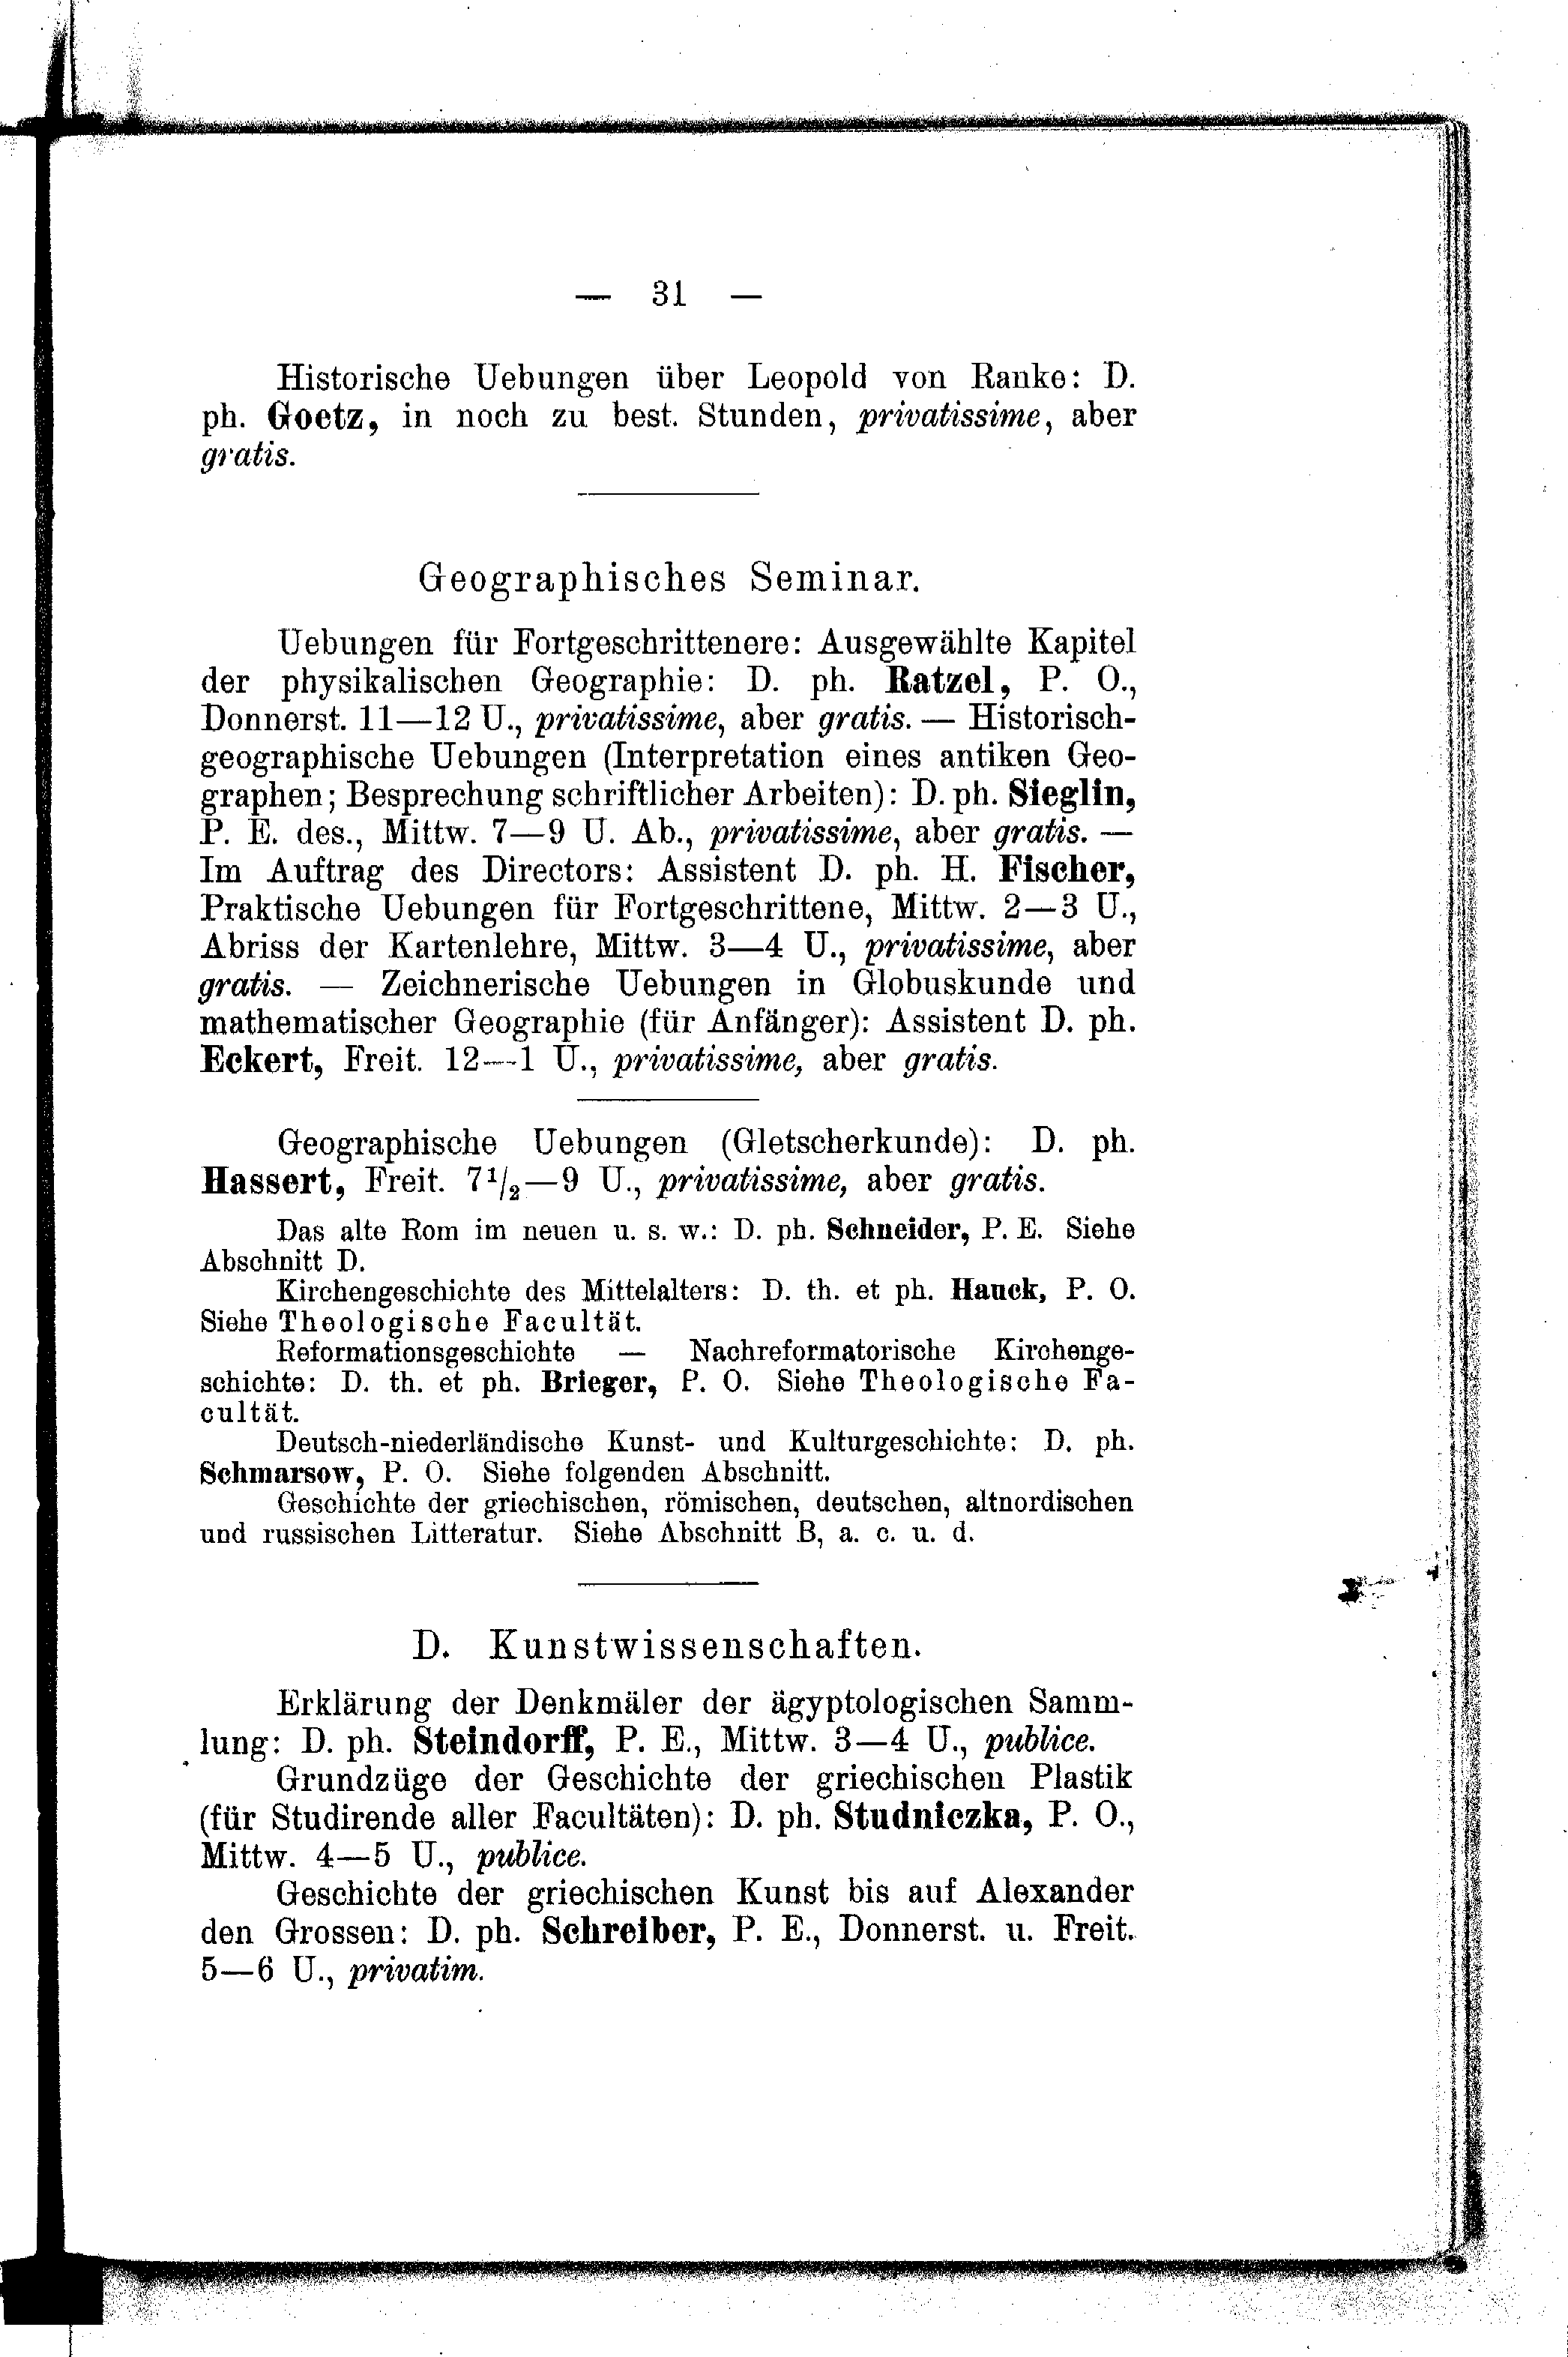 — 31 —
Historische Uebungen über Leopold von Ranke: D.
ph. Goetz, in noch zu best. Stunden, privatissime, aber
gratis.
Geographisches Seminar.
Uebungen für Fortgeschrittenere: Ausgewählte Kapitel
der physikalischen Geographie: D. ph. Ratzel, P. O.,
Donnerst. 11—12 U., privatissime, aber gratis. — Historisch-
geographische Uebungen (Interpretation eines antiken Geo-
graphen; Besprechung schriftlicher Arbeiten): D. ph. Sieglin,
P. E. des., Mittw. 7—9 U. Ab., privatissime, aber gratis. —
Im Auftrag des Directors: Assistent D. ph. H. Fischer,
Praktische Uebungen für Fortgeschrittene, Mittw. 2—3 U.,
Abriss der Kartenlehre, Mittw. 3—4 U., privatissime, aber
gratis. — Zeichnerische Uebungen in Globuskunde und
mathematischer Geographie (für Anfänger): Assistent D. ph.
Eckert, Freit. 12—1 U., privatissime, aber gratis.
Geographische Uebungen (Gletscherkunde): D. ph.
Hassert, Freit. 7½—9 U., privatissime, aber gratis.
Das alte Rom im neuen u. s. w.: D. ph. Schneider, P. E. Siehe
Abschnitt D.
Kirchengeschichte des Mittelalters: D. th. et ph. Hauck, P. O.
Siehe Theologische Facultät.
Reformationsgeschichte — Nachreformatorische Kirchenge-
schichte: D. th. et ph. Brieger, P. O. Siehe Theologische Fa-
cultät.
Deutsch-niederländische Kunst- und Kulturgeschichte: D. ph.
Schmarsow, P. O. Siehe folgenden Abschnitt.
Geschichte der griechischen, römischen, deutschen, altnordischen
und russischen Litteratur. Siehe Abschnitt B, a. c. u. d.
D. Kunstwissenschaften.
Erklärung der Denkmäler der ägyptologischen Samm-
lung: D. ph. Steindorff, P. E., Mittw. 3—4 U., publice.
Grundzüge der Geschichte der griechischen Plastik
(für Studirende aller Facultäten): D. ph. Studniczka, P. O.,
Mittw. 4—5 U., publice.
Geschichte der griechischen Kunst bis auf Alexander
den Grossen: D. ph. Schreiber, P. E., Donnerst. u. Freit.
5—6 U., privatim.